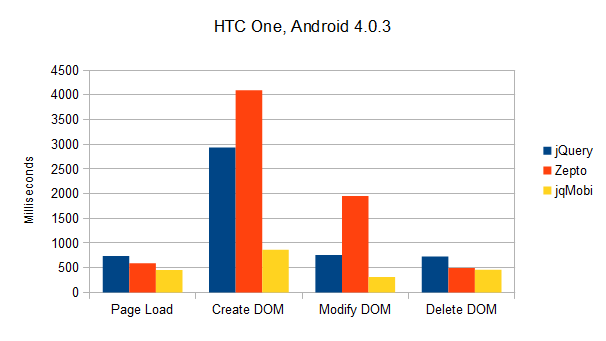 HTC One, Android 4.0.3
4500
4000
3500
3000
2500
2000
1500
1000
500
0
Milliseconds
Page Load
Create DOM
Modify DOM
Delete DOM
jQuery
Zepto
jqMobi